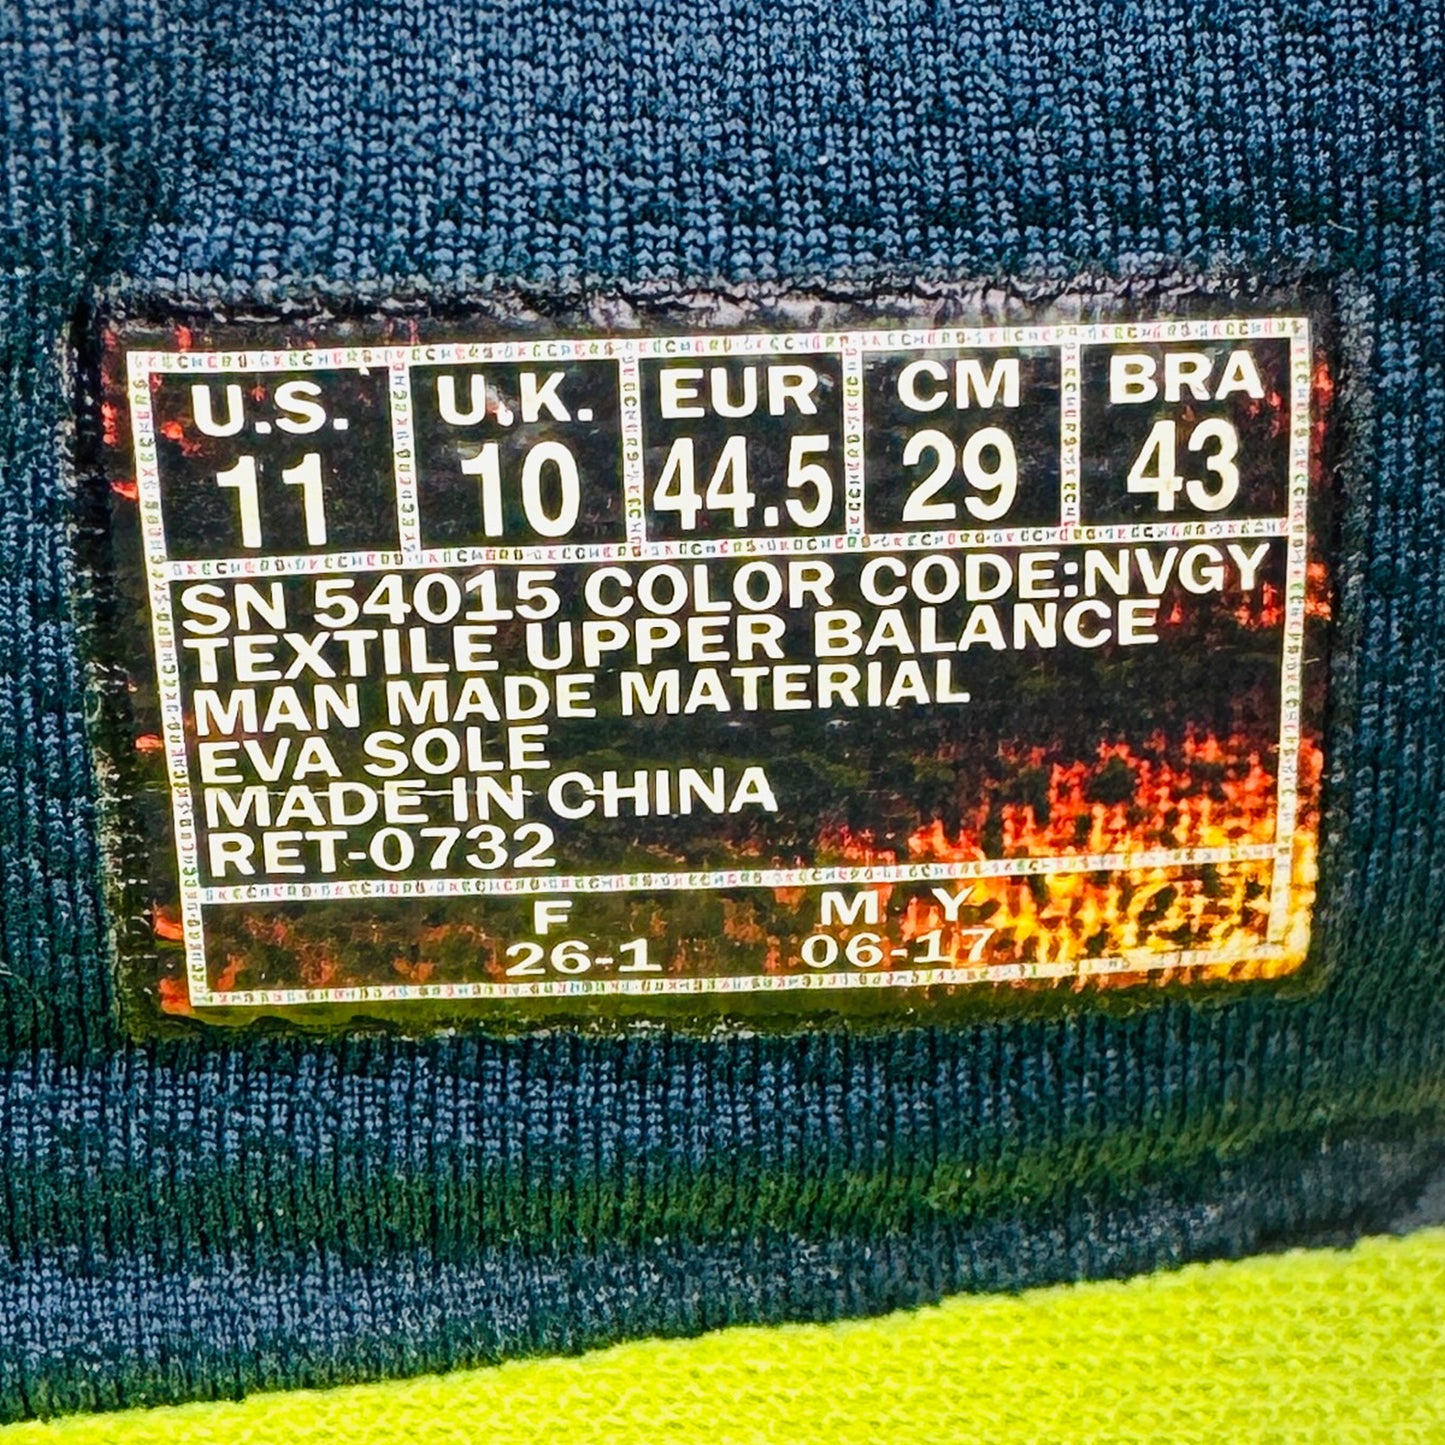 U.S. U.K. EUR CM BRA
11 10 44.5 29 43
SN 54015 COLOR CODE:NVGY
TEXTILE UPPER BALANCE
MAN MADE MATERIAL
EVA SOLE
MADE IN CHINA
RET-0732
F M Y
26-1 06-17